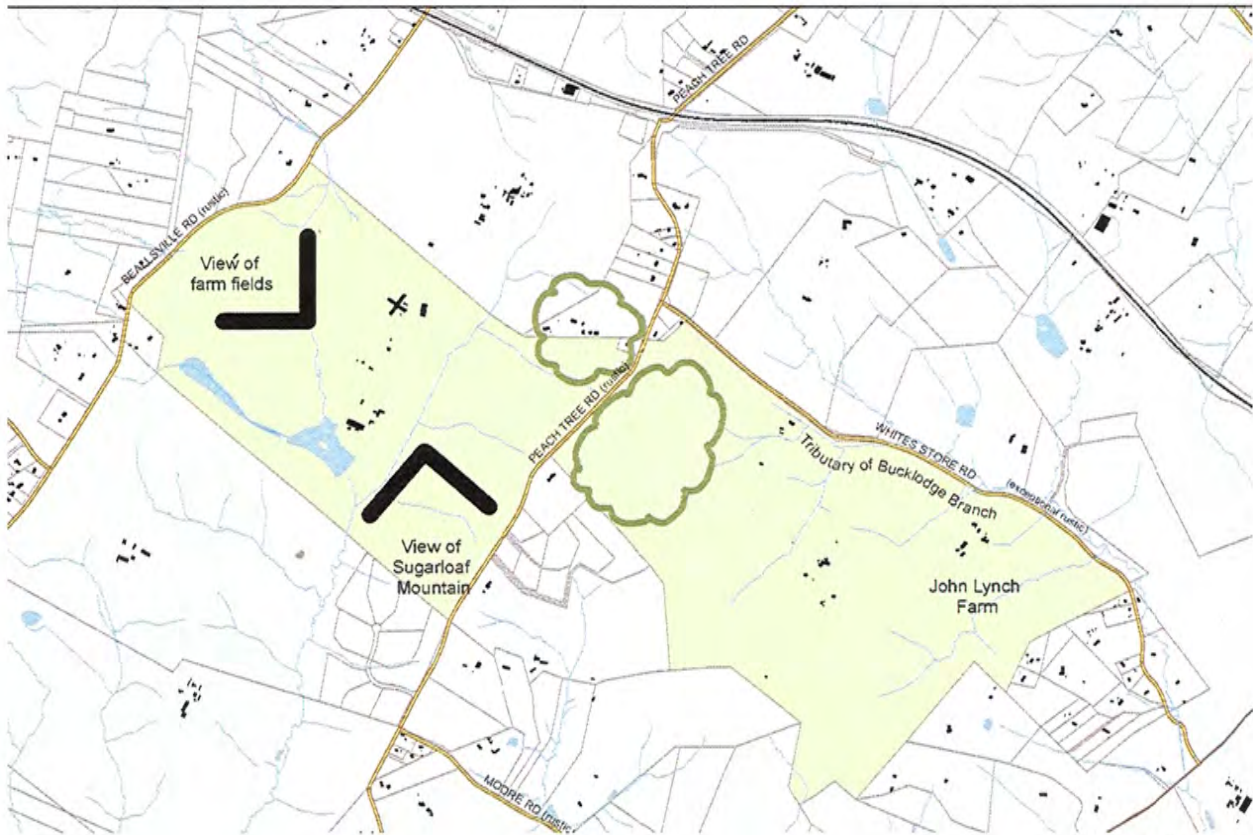 PEACH TREE RD
BEALLSVILLE RD (rustic)
View of
farm fields
PEACH TREE RD (rustic)
WHITES STORE RD (exceptional rustic)
Tributary of Bucklodge Branch
View of
Sugarloaf
Mountain
John Lynch
Farm
MOORE RD (rustic)